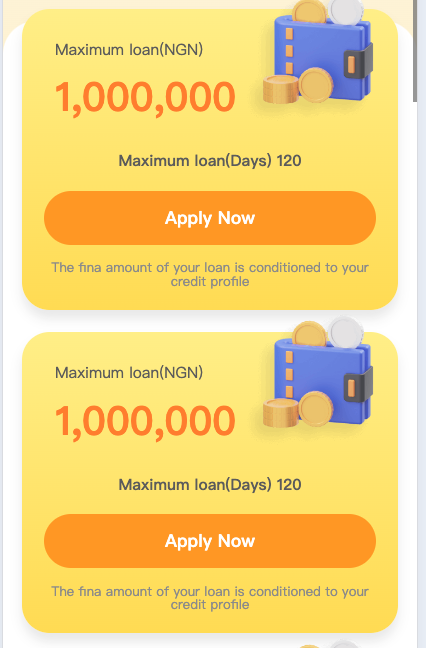 Maximum loan(NGN)
1,000,000
Maximum loan(Days) 120
Apply Now
The fina amount of your loan is conditioned to your
credit profile
Maximum loan(NGN)
1,000,000
Maximum loan(Days) 120
Apply Now
The fina amount of your loan is conditioned to your
credit profile